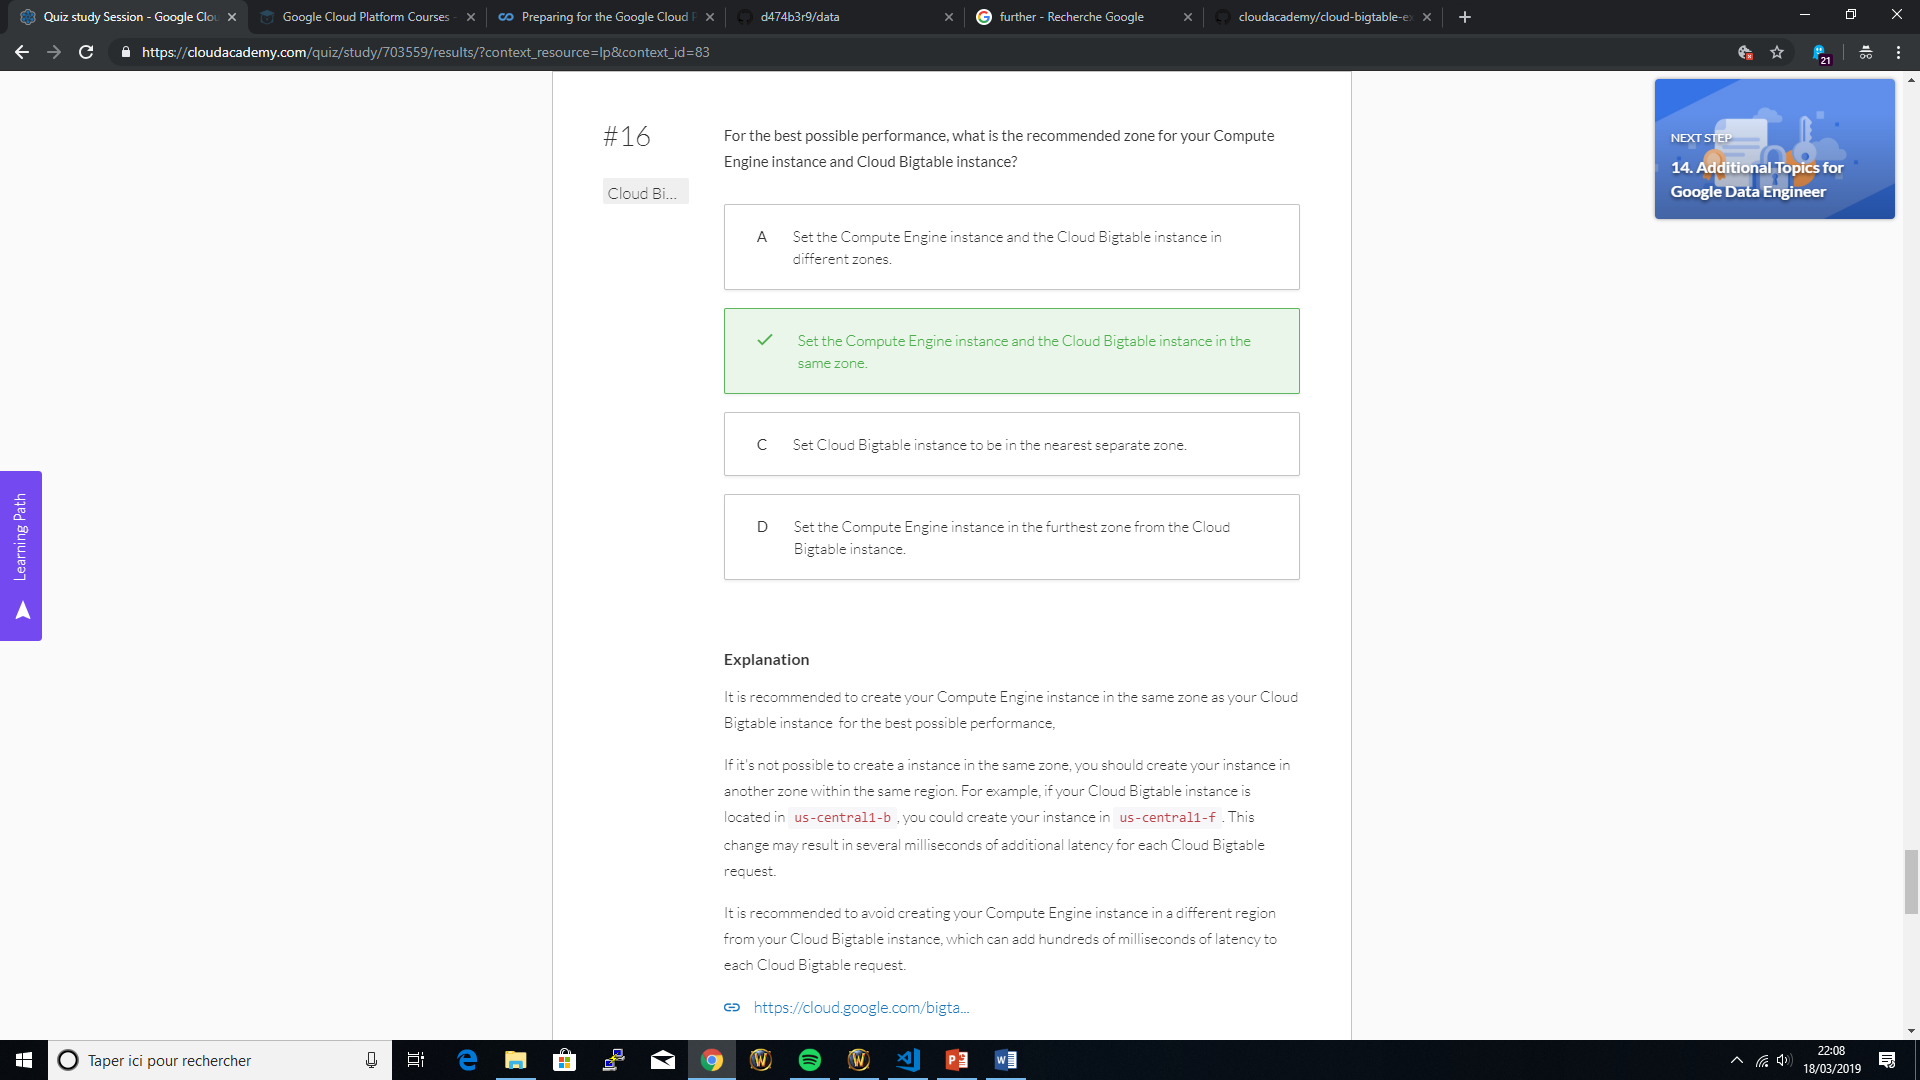 Quiz study Session - Google Clou
Google Cloud Platform Courses -
Preparing for the Google Cloud P
d474b3r9/data
further - Recherche Google
cloudacademy/cloud-bigtable-ex
https://cloudacademy.com/quiz/study/703559/results/?context_resource=lp&context_id=83
21
#16
Cloud Bi...
For the best possible performance, what is the recommended zone for your Compute
Engine instance and Cloud Bigtable instance?
A
Set the Compute Engine instance and the Cloud Bigtable instance in
different zones.
Set the Compute Engine instance and the Cloud Bigtable instance in the
same zone.
C
Set Cloud Bigtable instance to be in the nearest separate zone.
D
Set the Compute Engine instance in the furthest zone from the Cloud
Bigtable instance.
NEXT STEP
14. Additional Topics for
Google Data Engineer
Learning Path
Explanation
It is recommended to create your Compute Engine instance in the same zone as your Cloud
Bigtable instance  for the best possible performance,
If it's not possible to create a instance in the same zone, you should create your instance in
another zone within the same region. For example, if your Cloud Bigtable instance is
located in us-central1-b , you could create your instance in us-central1-f . This
change may result in several milliseconds of additional latency for each Cloud Bigtable
request.
It is recommended to avoid creating your Compute Engine instance in a different region
from your Cloud Bigtable instance, which can add hundreds of milliseconds of latency to
each Cloud Bigtable request.
https://cloud.google.com/bigta...
Taper ici pour rechercher
22:08
18/03/2019